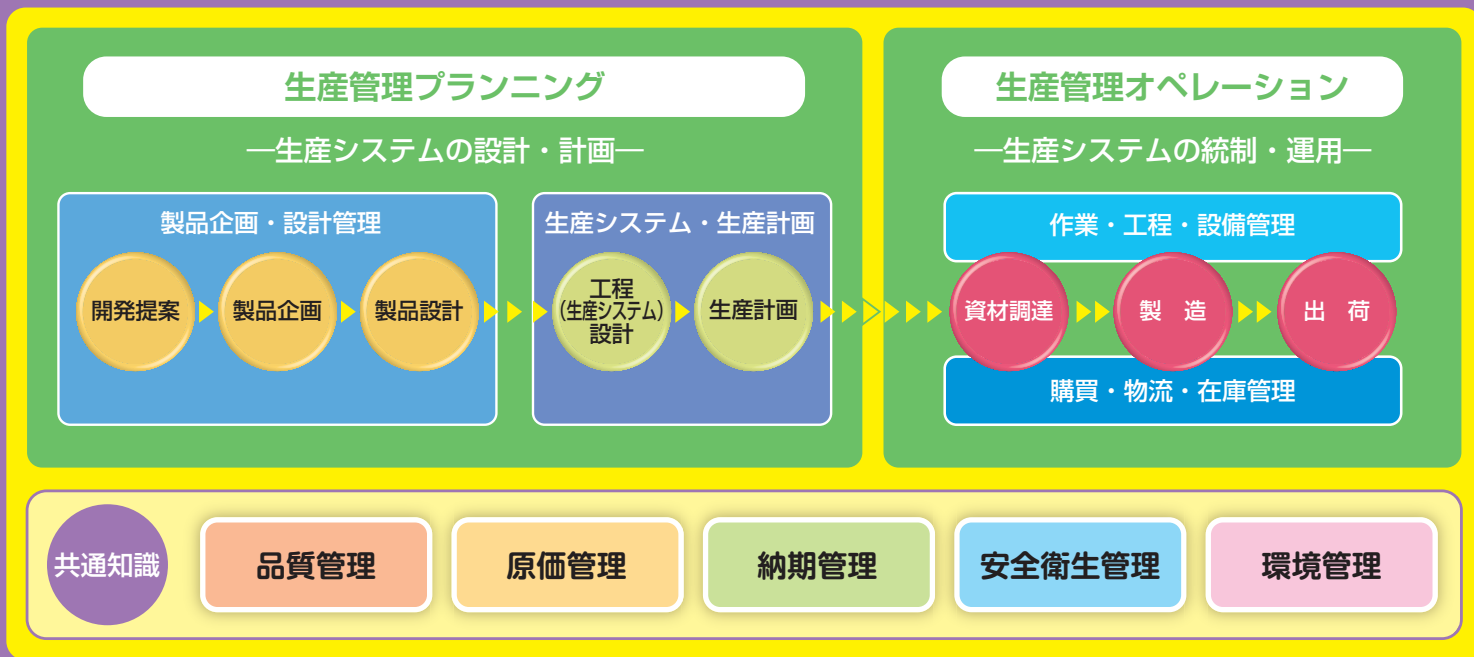 生産管理プランニング
―生産システムの設計・計画―
製品企画・設計管理
開発提案
製品企画
製品設計
生産システム・生産計画
工程
(生産システム)
設計
生産計画
生産管理オペレーション
―生産システムの統制・運用―
作業・工程・設備管理
資材調達
製 造
出 荷
購買・物流・在庫管理
共通知識
品質管理
原価管理
納期管理
安全衛生管理
環境管理